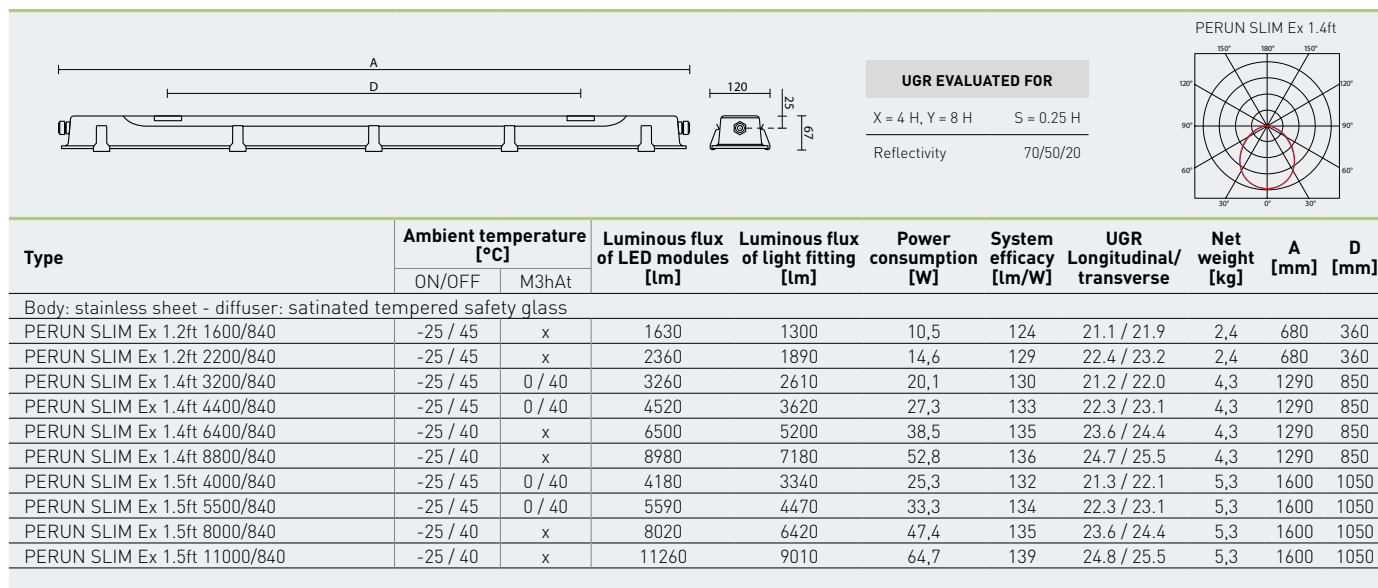 PERUN SLIM Ex 1.4ft
150° 180° 150°
120° 120°
90° 90°
60° 60°
30° 0° 30°
A
D
120
25
67
UGR EVALUATED FOR
X = 4 H, Y = 8 H S = 0.25 H
Reflectivity 70/50/20
Type Ambient temperature [°C] Luminous flux of LED modules [lm] Luminous flux of light fitting [lm] Power consumption [W] System efficacy [lm/W] UGR Longitudinal/ transverse Net weight [kg] A [mm] D [mm]
ON/OFF M3hAt
Body: stainless sheet - diffuser: satinated tempered safety glass
PERUN SLIM Ex 1.2ft 1600/840 -25 / 45 x 1630 1300 10,5 124 21.1 / 21.9 2,4 680 360
PERUN SLIM Ex 1.2ft 2200/840 -25 / 45 x 2360 1890 14,6 129 22.4 / 23.2 2,4 680 360
PERUN SLIM Ex 1.4ft 3200/840 -25 / 45 0 / 40 3260 2610 20,1 130 21.2 / 22.0 4,3 1290 850
PERUN SLIM Ex 1.4ft 4400/840 -25 / 45 0 / 40 4520 3620 27,3 133 22.3 / 23.1 4,3 1290 850
PERUN SLIM Ex 1.4ft 6400/840 -25 / 40 x 6500 5200 38,5 135 23.6 / 24.4 4,3 1290 850
PERUN SLIM Ex 1.4ft 8800/840 -25 / 40 x 8980 7180 52,8 136 24.7 / 25.5 4,3 1290 850
PERUN SLIM Ex 1.5ft 4000/840 -25 / 45 0 / 40 4180 3340 25,3 132 21.3 / 22.1 5,3 1600 1050
PERUN SLIM Ex 1.5ft 5500/840 -25 / 45 0 / 40 5590 4470 33,3 134 22.3 / 23.1 5,3 1600 1050
PERUN SLIM Ex 1.5ft 8000/840 -25 / 40 x 8020 6420 47,4 135 23.6 / 24.4 5,3 1600 1050
PERUN SLIM Ex 1.5ft 11000/840 -25 / 40 x 11260 9010 64,7 139 24.8 / 25.5 5,3 1600 1050